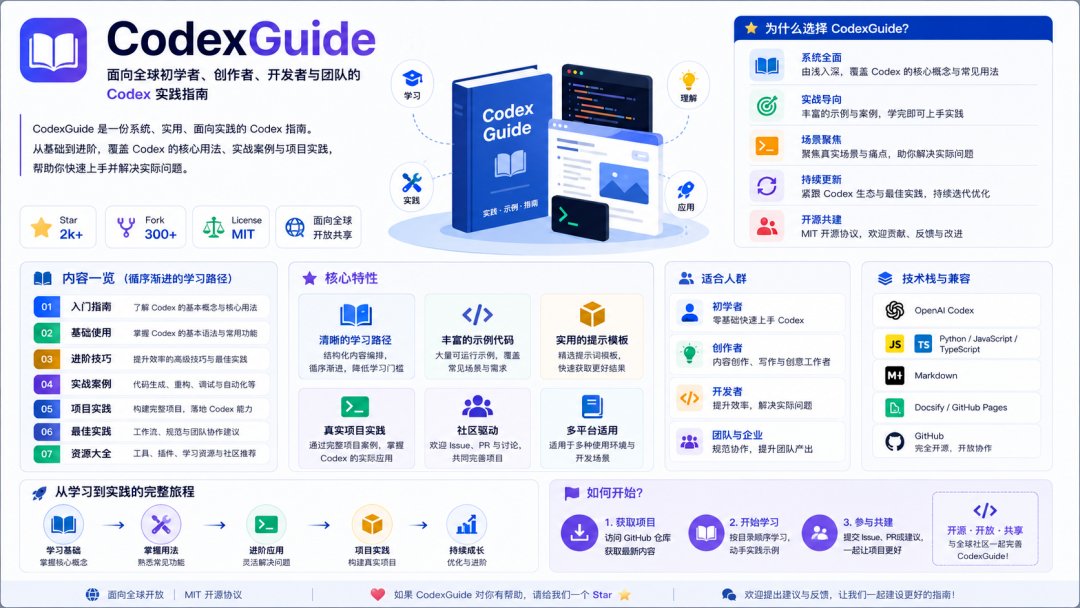 CodexGuide
面向全球初学者、创作者、开发者与团队的
Codex 实践指南
CodexGuide 是一份系统、实用、面向实践的 Codex 指南。
从基础到进阶，覆盖 Codex 的核心用法、实战案例与项目实践，
帮助你快速上手并解决实际问题。
Star
2k+
Fork
300+
License
MIT
面向全球
开放共享
学习
理解
实践
应用
Codex
Guide
实践·示例·指南
为什么选择 CodexGuide?
系统全面
由浅入深，覆盖 Codex 的核心概念与常见用法
实战导向
丰富的示例与案例，学完即可上手实践
场景聚焦
聚焦真实场景与痛点，助你解决实际问题
持续更新
紧跟 Codex 生态与最佳实践，持续迭代优化
开源共建
MIT 开源协议，欢迎贡献、反馈与改进
内容一览（循序渐进的学习路径）
01 入门指南 了解 Codex 的基本概念与核心用法
02 基础使用 掌握 Codex 的基本语法与常用功能
03 进阶技巧 提升效率的高级技巧与最佳实践
04 实战案例 代码生成、重构、调试与自动化等
05 项目实践 构建完整项目，落地 Codex 能力
06 最佳实践 工作流、规范与团队协作建议
07 资源大全 工具、插件、学习资源与社区推荐
核心特性
清晰的学习路径
结构化内容编排，
循序渐进，降低学习门槛
丰富的示例代码
大量可运行示例，覆盖
常见场景与需求
实用的提示模板
精选提示词模板，
快速获取更好结果
真实项目实践
通过完整项目案例，掌握
Codex 的实际应用
社区驱动
欢迎 Issue、PR 与讨论，
共同完善项目
多平台适用
适用于多种使用环境与
开发场景
适合人群
初学者
零基础快速上手 Codex
创作者
内容创作、写作与创意工作者
开发者
提升效率，解决实际问题
团队与企业
规范协作，提升团队产出
技术栈与兼容
OpenAI Codex
JS
TS
Python / JavaScript /
TypeScript
M+
Markdown
Docsify / GitHub Pages
GitHub
完全开源，开放协作
从学习到实践的完整旅程
学习基础
掌握核心概念
掌握用法
熟悉常见功能
进阶应用
灵活解决问题
项目实践
构建真实项目
持续成长
优化与进阶
如何开始?
1. 获取项目
访问 GitHub 仓库
获取最新内容
2. 开始学习
按目录顺序学习，
动手实践示例
3. 参与共建
提交 Issue、PR或建议，
一起让项目更好
开源 · 开放 · 共享
与全球社区一起完善
CodexGuide!
面向全球开放 | MIT 开源协议
如果 CodexGuide 对你有帮助，请给我们一个 Star
欢迎提出建议与反馈，让我们一起建设更好的指南!